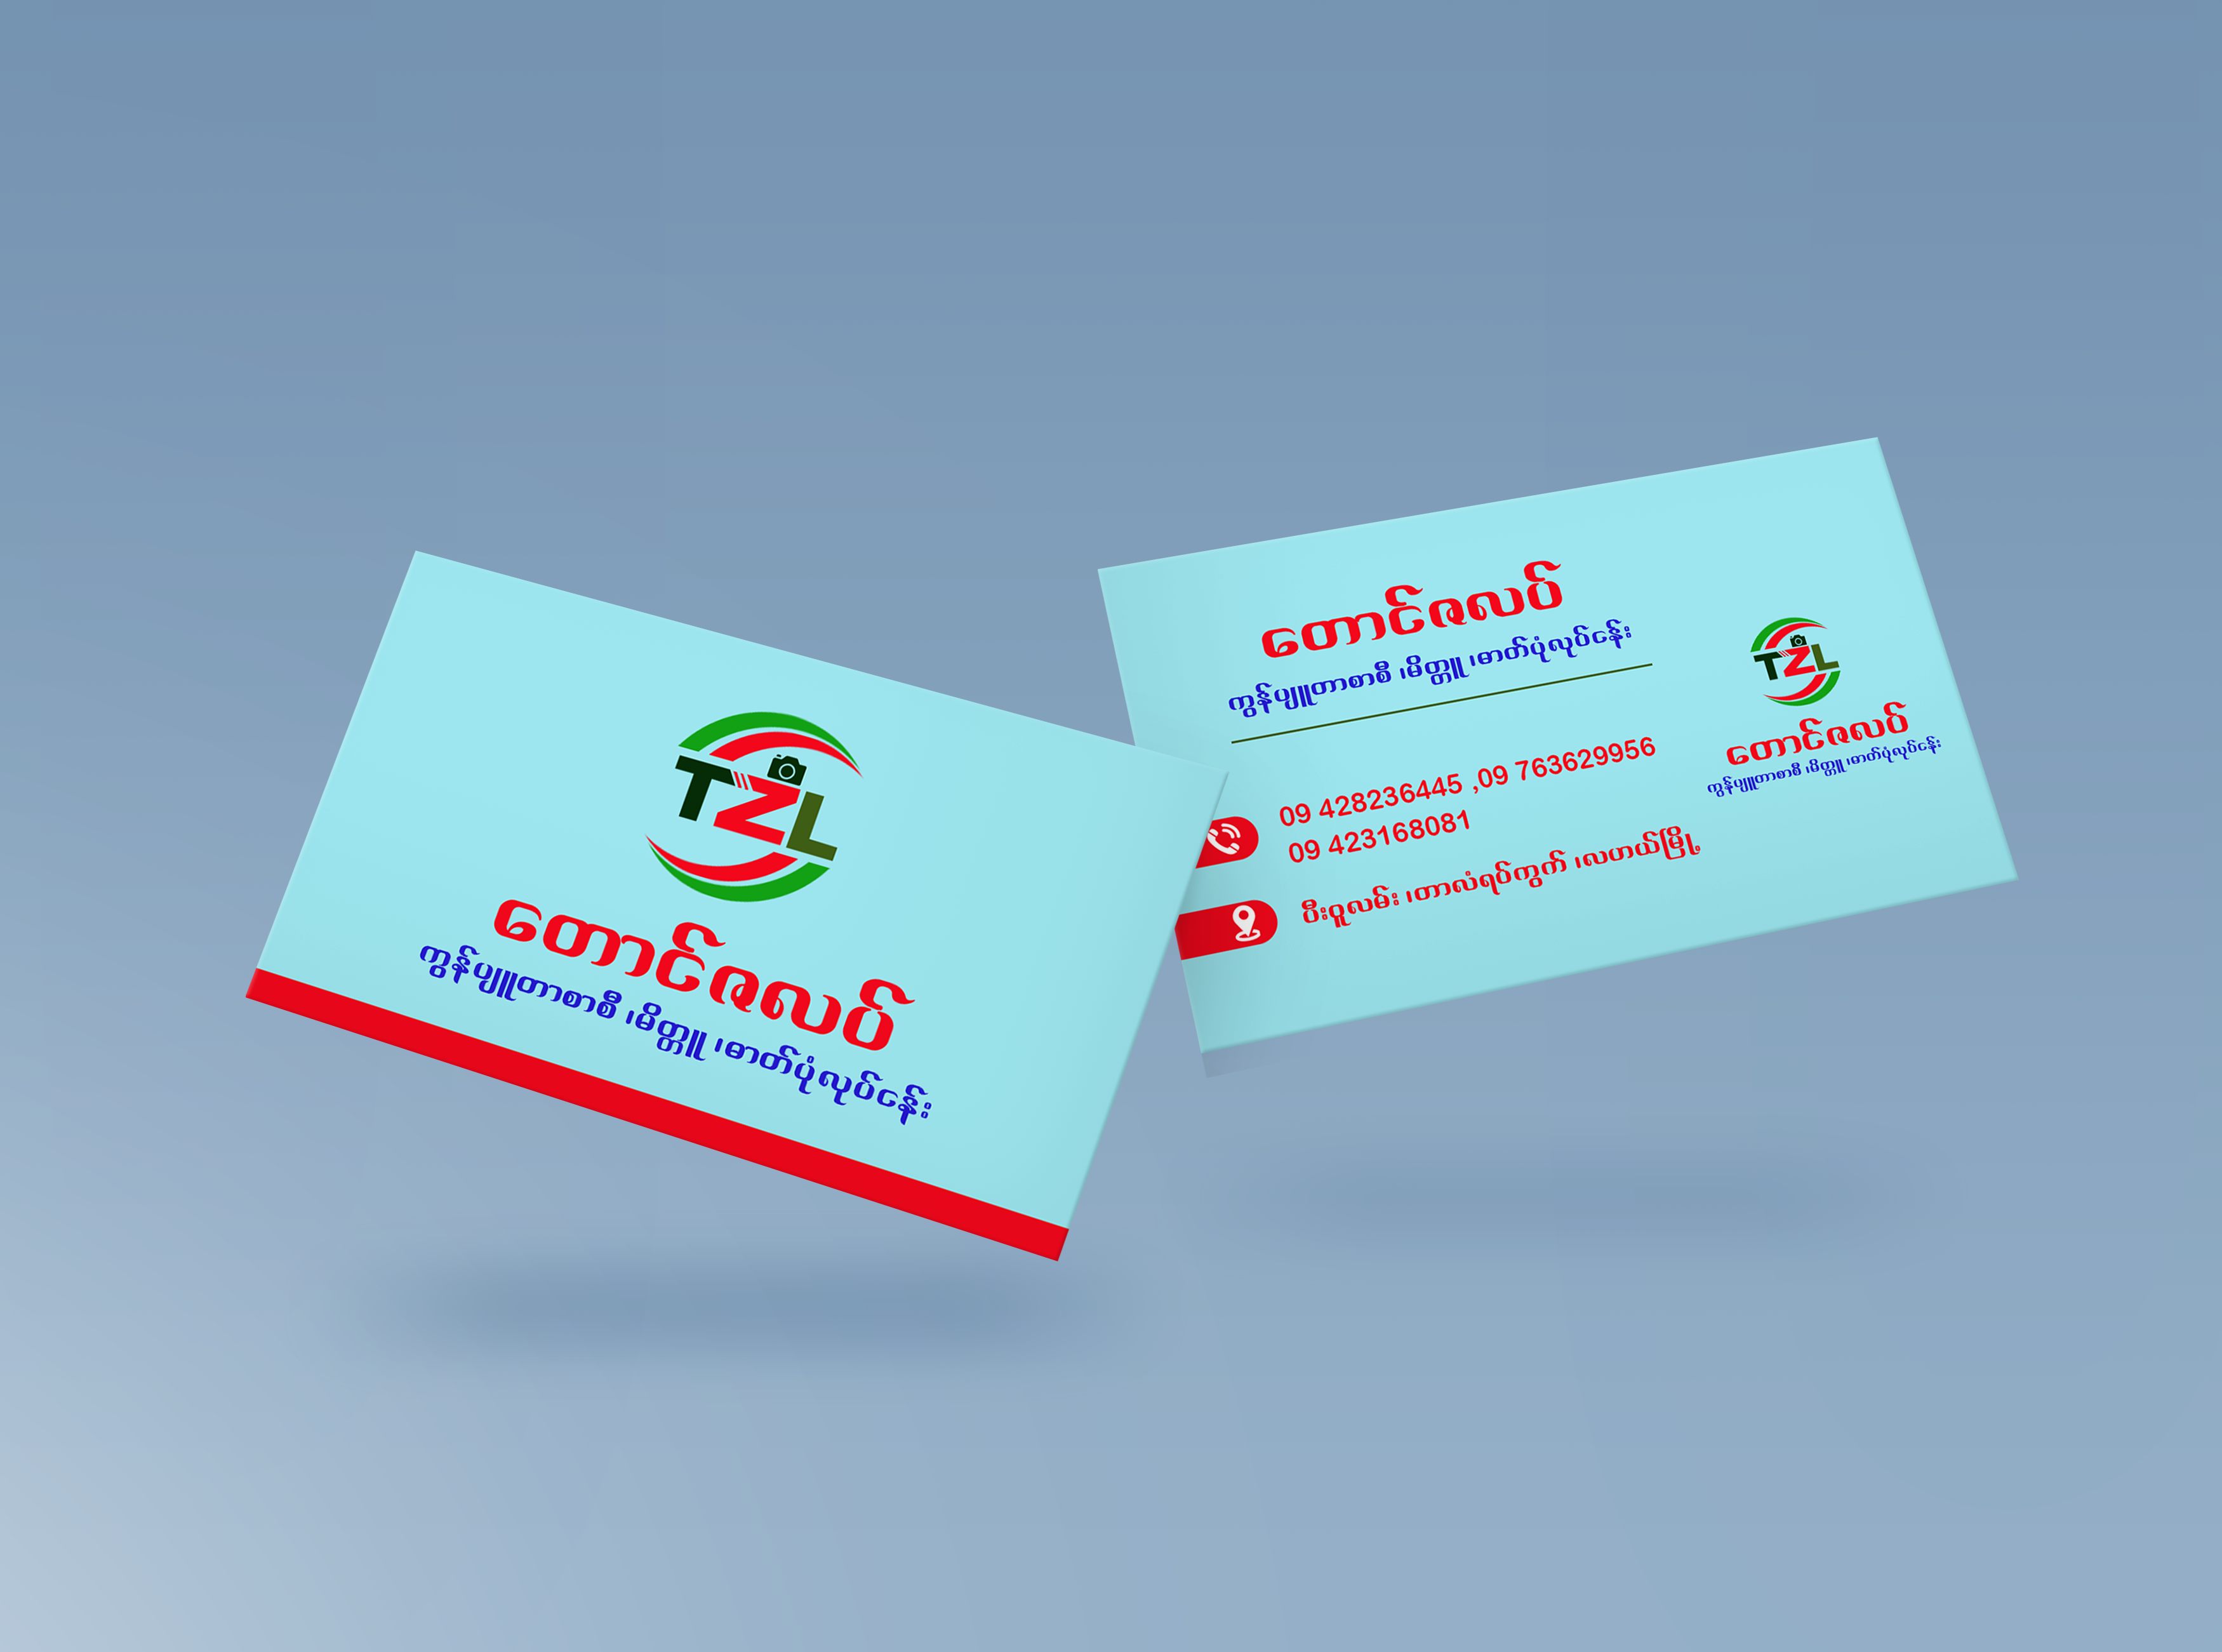 TZL
တောင်ဇလပ်
ကွန်ပျူတာစာစီ ၊မိတ္တူ ၊ဓာတ်ပုံလုပ်ငန်း
တောင်ဇလပ်
ကွန်ပျူတာစာစီ ၊မိတ္တူ ၊ဓာတ်ပုံလုပ်ငန်း
09 428236445 ,09 763629956
09 423168081
ဗီးဝူလမ်း ၊တာလံရပ်ကွက် ၊လဟယ်မြို့
TZL
တောင်ဇလပ်
ကွန်ပျူတာစာစီ ၊မိတ္တူ ၊ဓာတ်ပုံလုပ်ငန်း